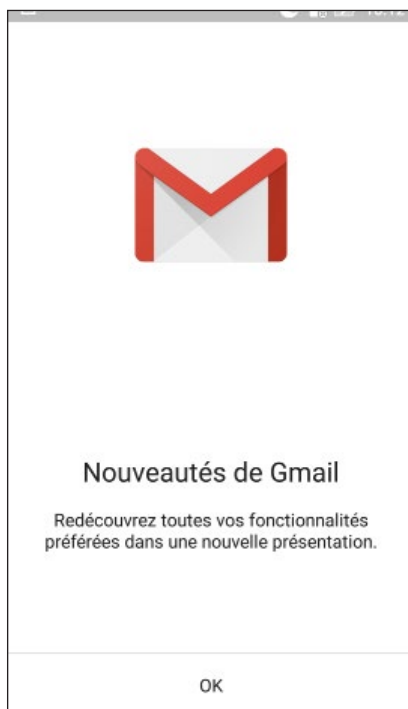 Nouveautés de Gmail
Redécouvrez toutes vos fonctionnalités
préférées dans une nouvelle présentation.
OK